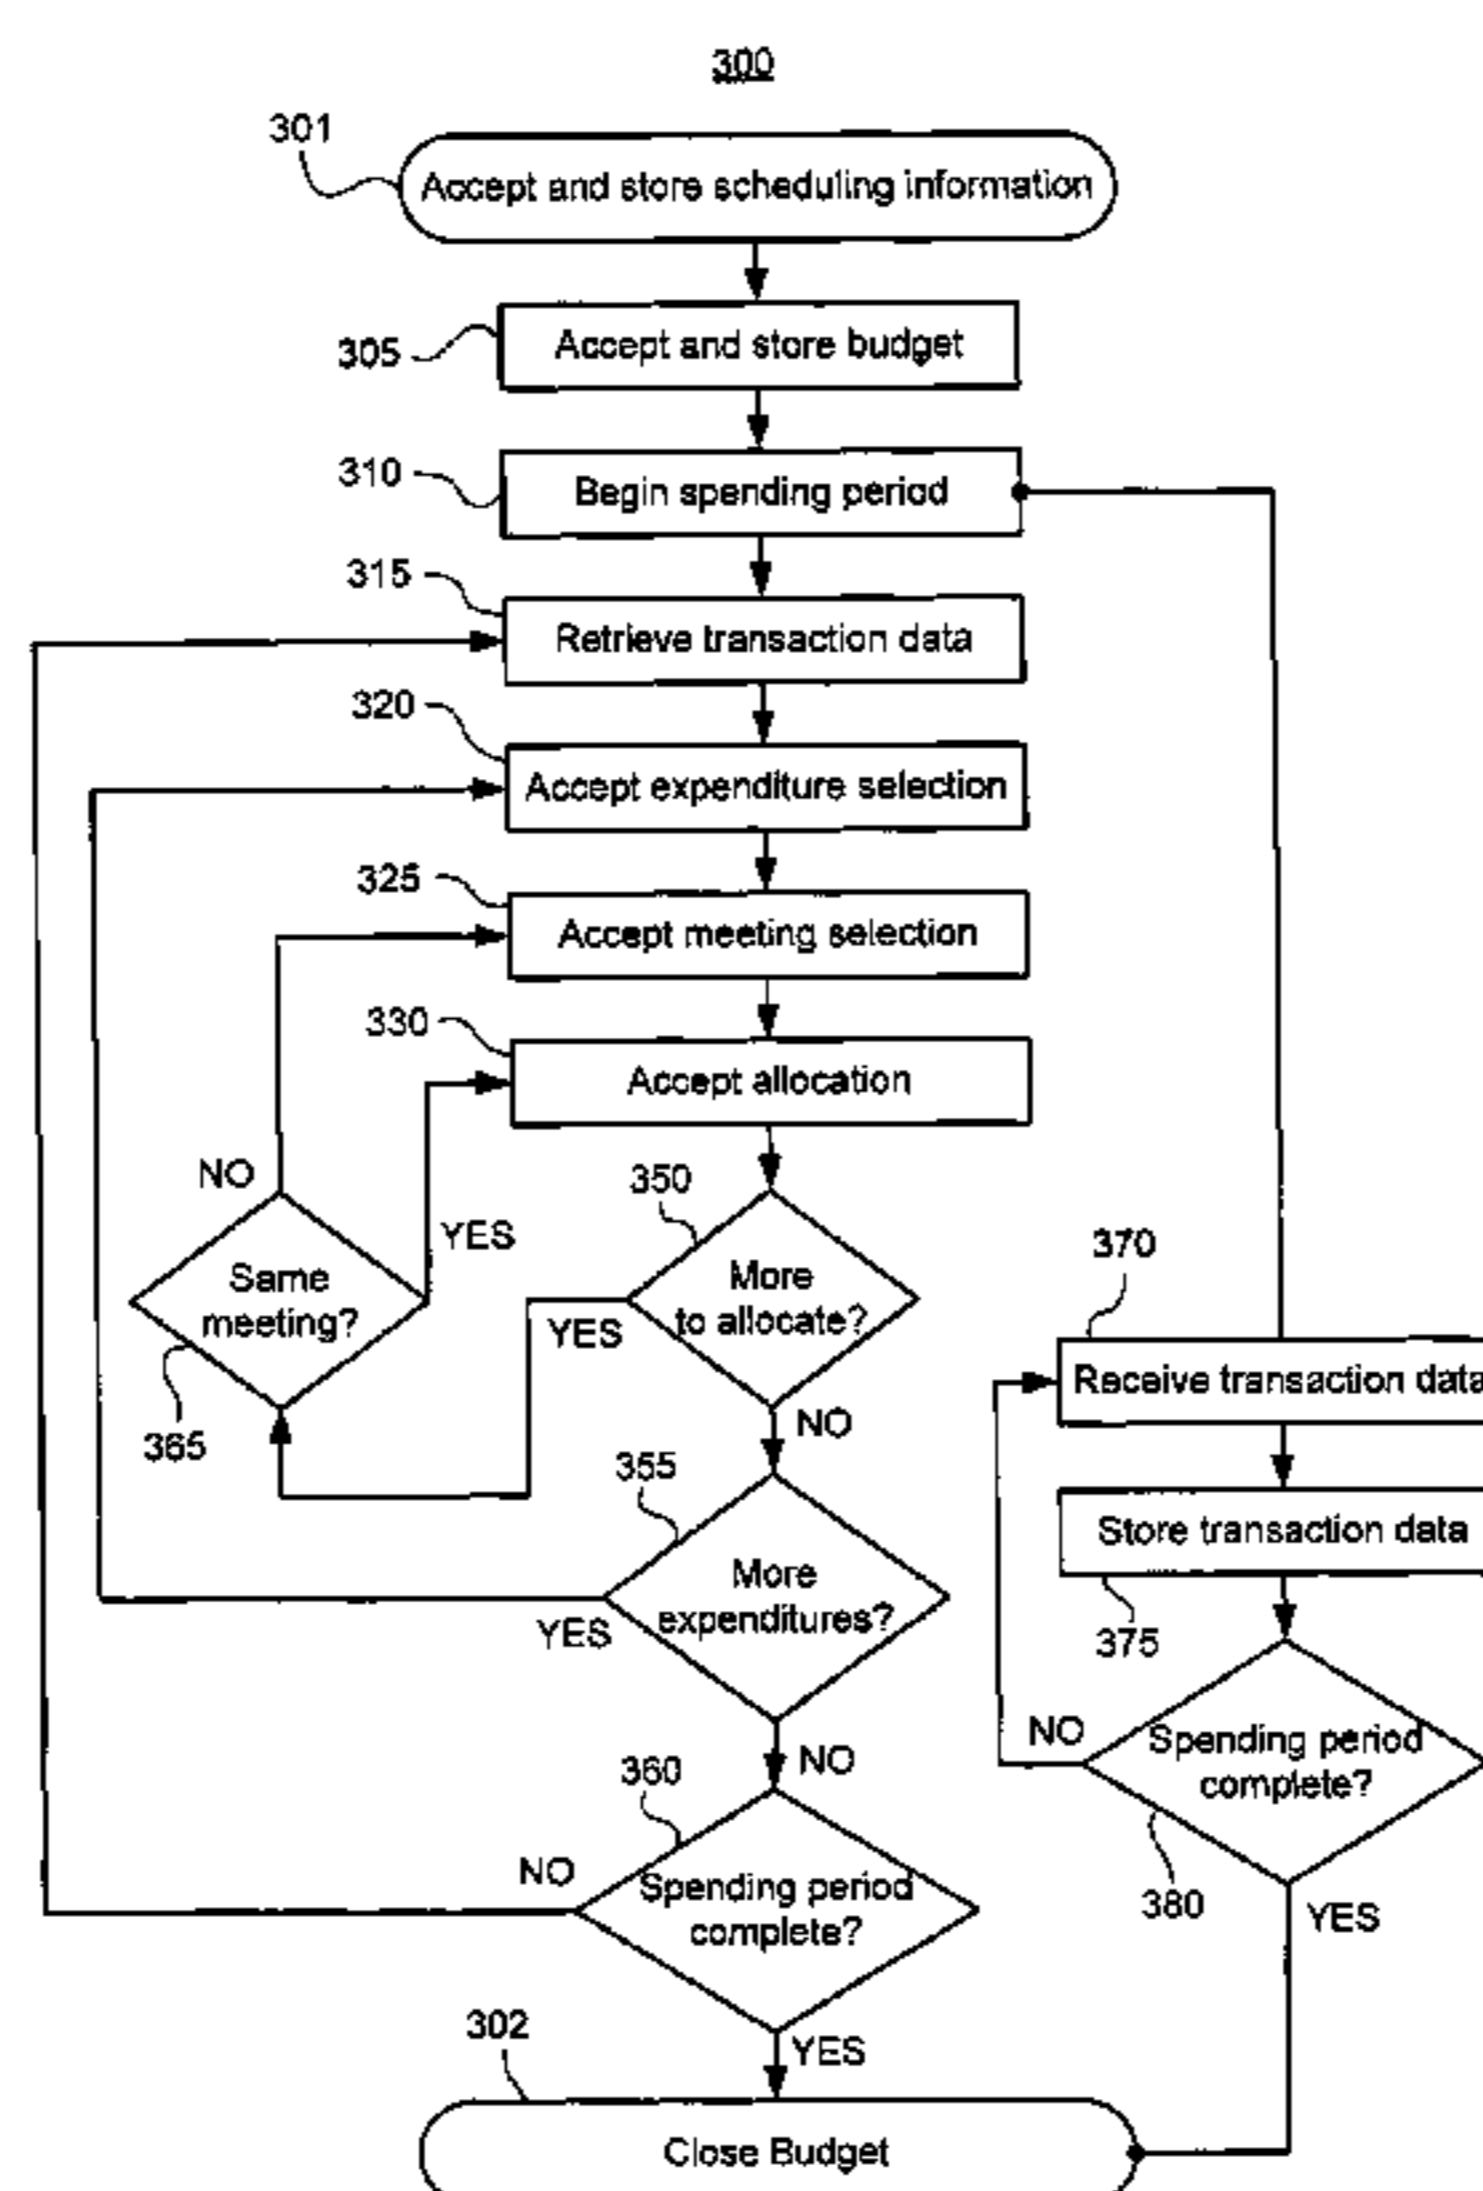 300
301
Accept and store scheduling information
305
Accept and store budget
310
Begin spending period
315
Retrieve transaction data
320
Accept expenditure selection
325
Accept meeting selection
330
Accept allocation
NO
YES
Same
meeting?
365
350
More
to allocate?
YES
NO
355
More
expenditures?
YES
NO
360
Spending period
complete?
NO
YES
370
Receive transaction data
Store transaction data
375
Spending period
complete?
NO
380
YES
302
Close Budget